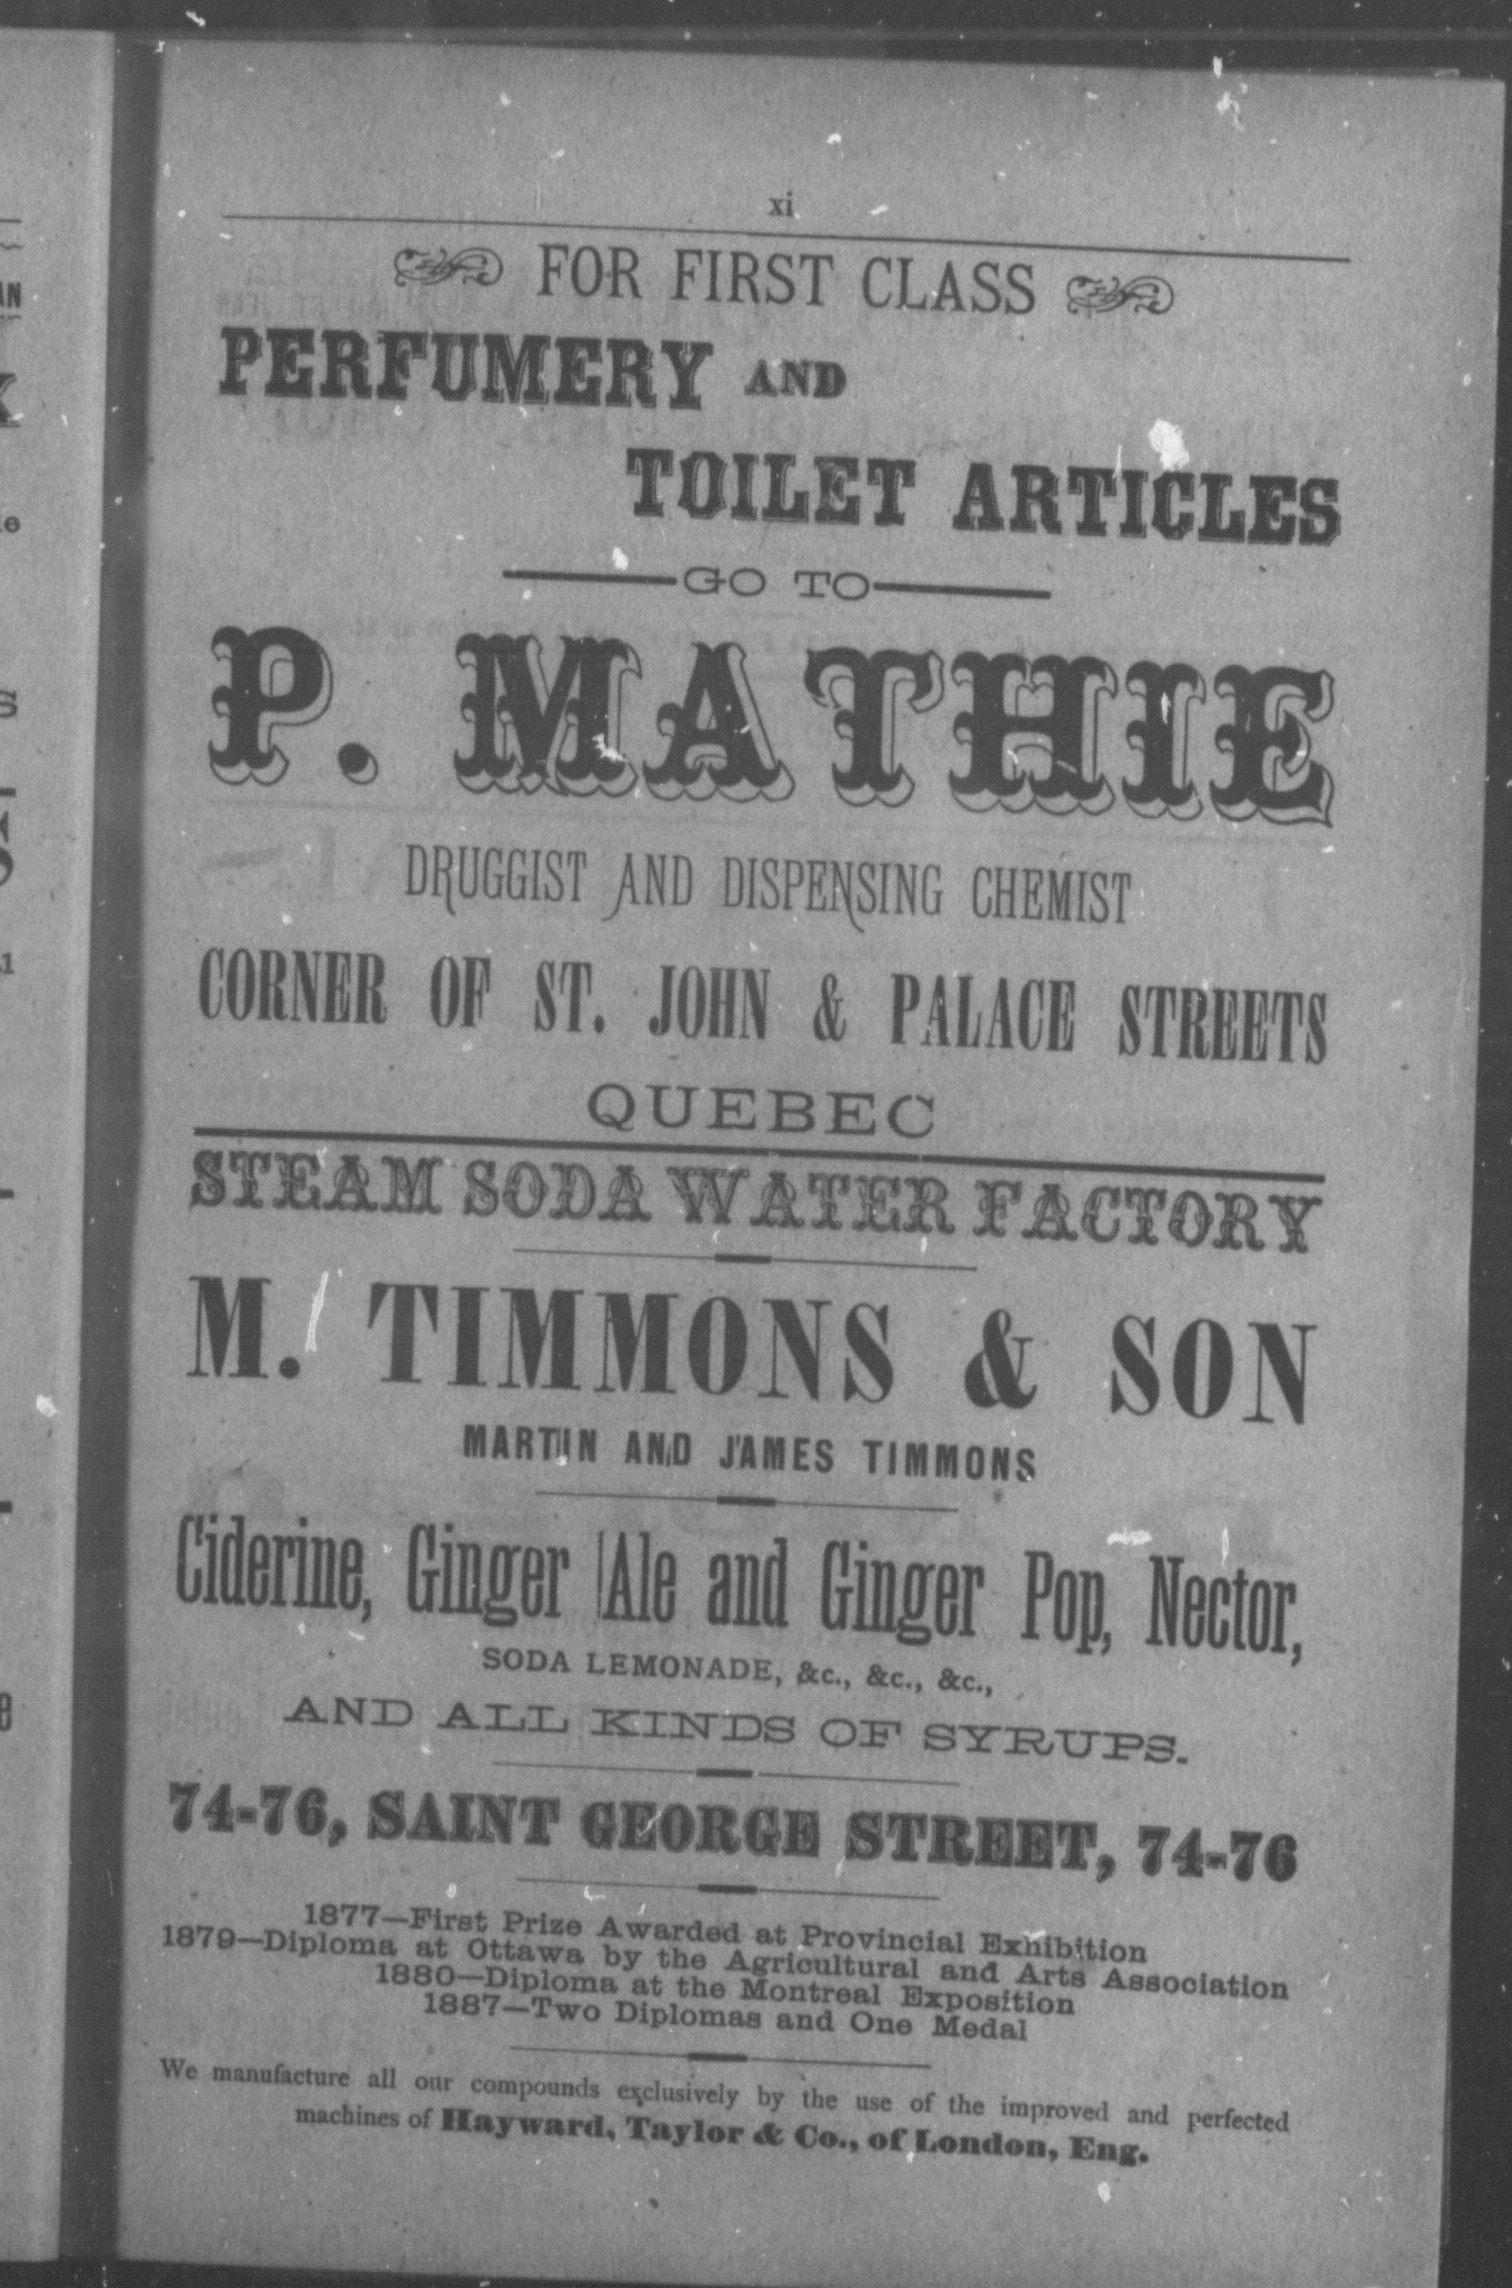 xi
FOR FIRST CLASS
PERFUMERY AND
TOILET ARTICLES
GO TO
P. MATHIE
DRUGGIST AND DISPENSING CHEMIST
CORNER OF ST. JOHN & PALACE STREETS
QUEBEC
STEAM SODA WATER FACTORY
M. TIMMONS & SON
MARTIN AND JAMES TIMMONS
Ciderine, Ginger Ale and Ginger Pop, Nector,
SODA LEMONADE, &c., &c., &c.,
AND ALL KINDS OF SYRUPS.
74-76, SAINT GEORGE STREET, 74-76
1877—First Prize Awarded at Provincial Exhibition
1879—Diploma at Ottawa by the Agricultural and Arts Association
1880—Diploma at the Montreal Exposition
1887—Two Diplomas and One Medal
We manufacture all our compounds exclusively by the use of the improved and perfected
machines of Hayward, Taylor & Co., of London, Eng.